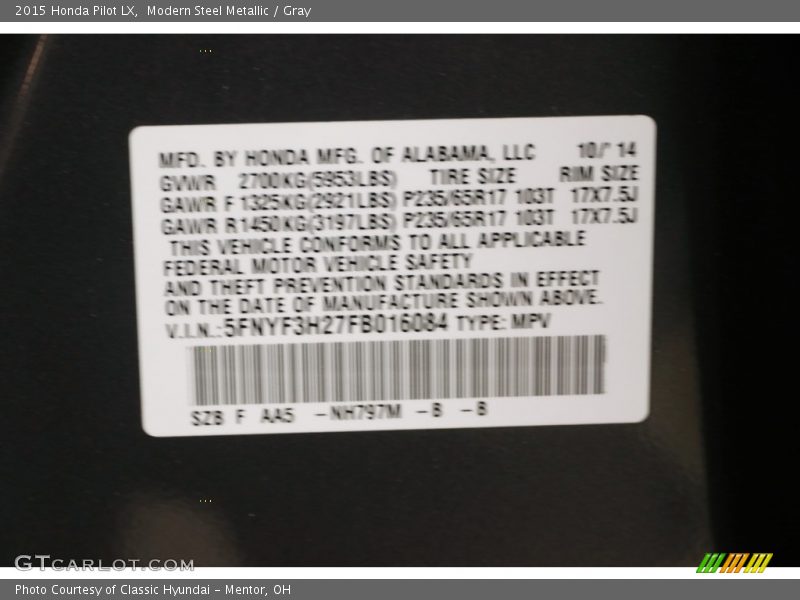 2015 Honda Pilot LX,  Modern Steel Metallic / Gray
MFD. BY HONDA MFG. OF ALABAMA, LLC 10/" 14
GVWR 2700KG(5953LBS) TIRE SIZE RIM SIZE
GAWR F 1325KG(2921LBS) P235/65R17 103T 17X7.5J
GAWR R1450KG(3197LBS) P235/65R17 103T 17X7.5J
THIS VEHICLE CONFORMS TO ALL APPLICABLE
FEDERAL MOTOR VEHICLE SAFETY
AND THEFT PREVENTION STANDARDS IN EFFECT
ON THE DATE OF MANUFACTURE SHOWN ABOVE.
V.I.N.: 5FNYF3H27FB016084 TYPE: MPV
SZB F AA5 -NH797M -B -B
GTCARLOT.COM
Photo Courtesy of Classic Hyundai - Mentor, OH